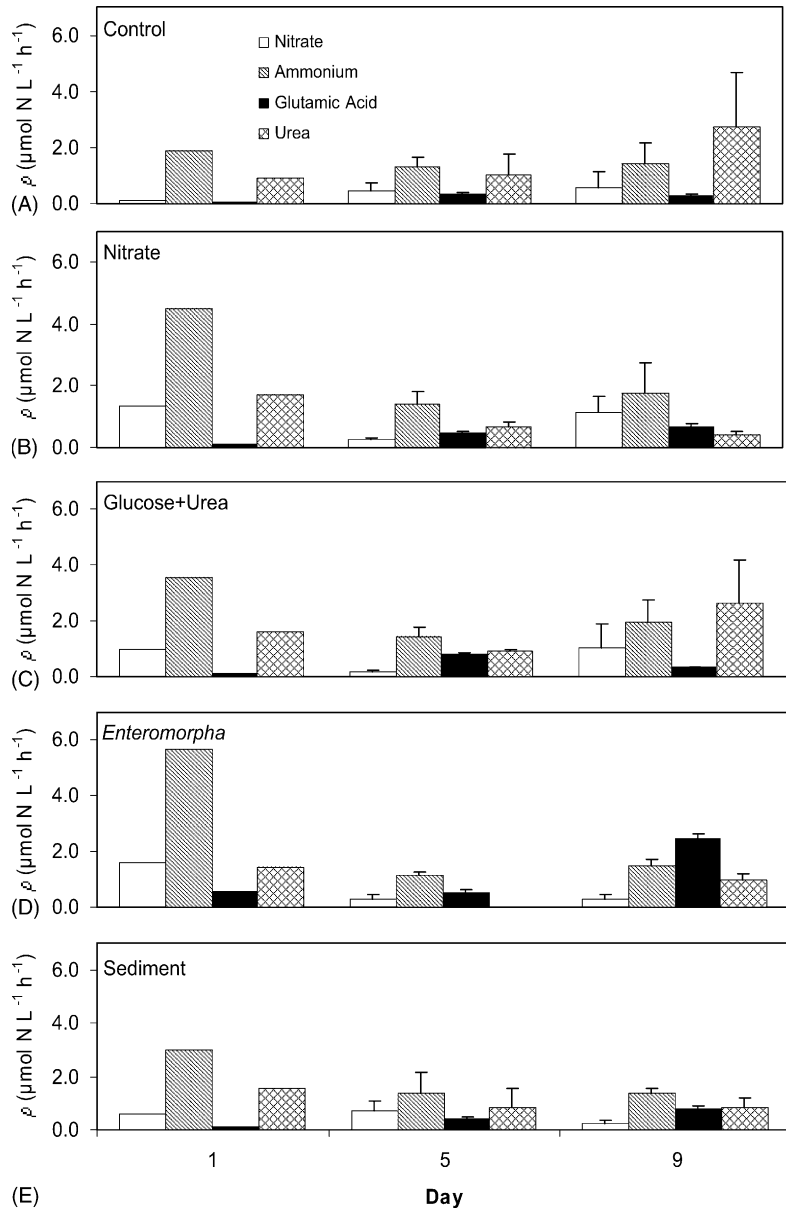 Control
Nitrate
Ammonium
Glutamic Acid
Urea
6.0
4.0
2.0
0.0
ρ (μmol N L⁻¹ h⁻¹)
(A)
Nitrate
6.0
4.0
2.0
0.0
ρ (μmol N L⁻¹ h⁻¹)
(B)
Glucose+Urea
6.0
4.0
2.0
0.0
ρ (μmol N L⁻¹ h⁻¹)
(C)
Enteromorpha
6.0
4.0
2.0
0.0
ρ (μmol N L⁻¹ h⁻¹)
(D)
Sediment
6.0
4.0
2.0
0.0
ρ (μmol N L⁻¹ h⁻¹)
1 5 9
(E)
Day